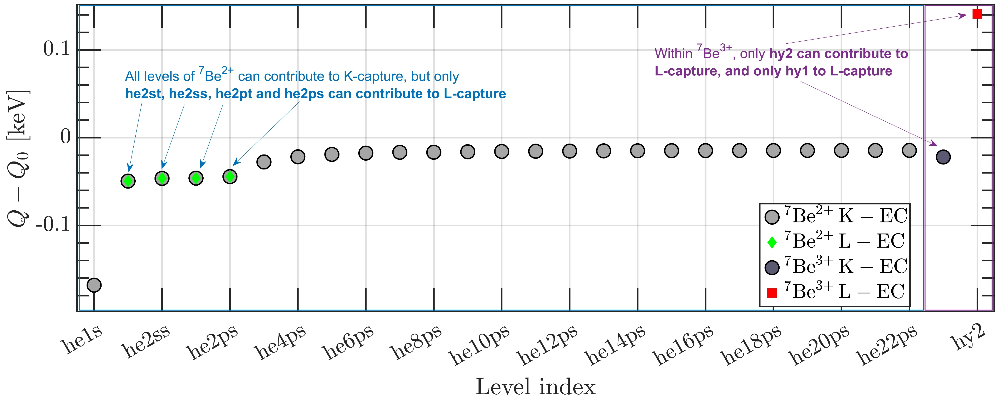 0.1
0
-0.1
Q − Q₀ [keV]
All levels of ⁷Be²⁺ can contribute to K-capture, but only
he2st, he2ss, he2pt and he2ps can contribute to L-capture
Within ⁷Be³⁺, only hy2 can contribute to
L-capture, and only hy1 to L-capture
⁷Be²⁺ K − EC
⁷Be²⁺ L − EC
⁷Be³⁺ K − EC
⁷Be³⁺ L − EC
he1s
he2ss
he2ps
he4ps
he6ps
he8ps
he10ps
he12ps
he14ps
he16ps
he18ps
he20ps
he22ps
hy2
Level index